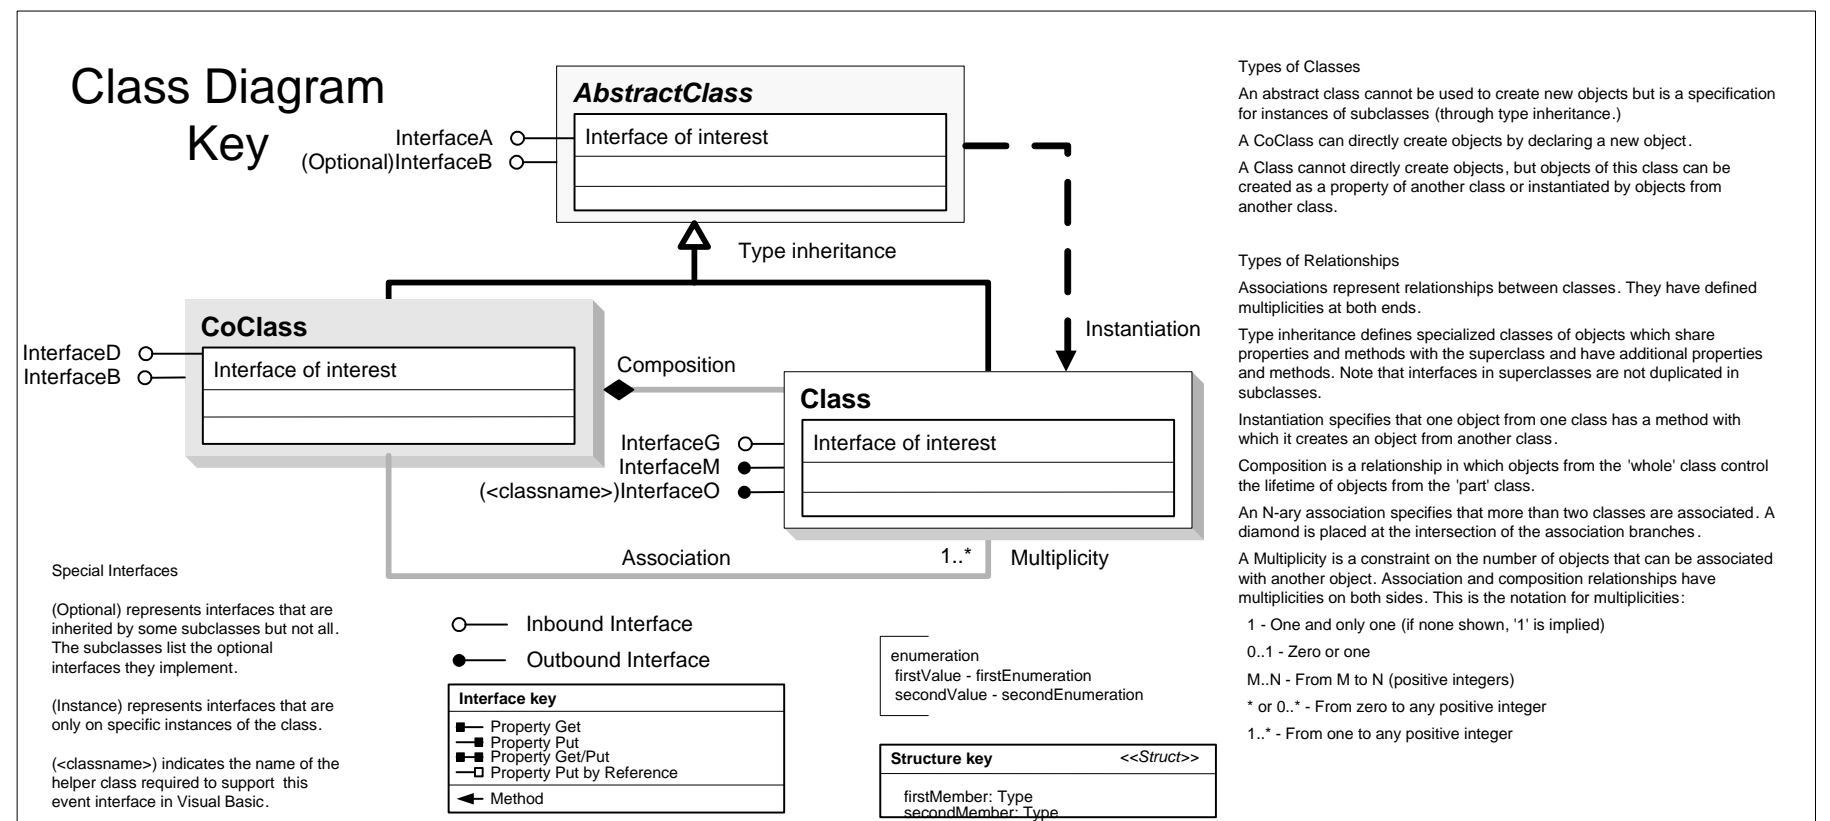 Class Diagram
Key
AbstractClass
Interface of interest
InterfaceA
(Optional)InterfaceB
Type inheritance
CoClass
Interface of interest
InterfaceD
InterfaceB
Composition
Instantiation
Class
Interface of interest
InterfaceG
InterfaceM
(<classname>)InterfaceO
Association
1..*
Multiplicity
Special Interfaces
(Optional) represents interfaces that are
inherited by some subclasses but not all.
The subclasses list the optional
interfaces they implement.
(Instance) represents interfaces that are
only on specific instances of the class.
(<classname>) indicates the name of the
helper class required to support this
event interface in Visual Basic.
Inbound Interface
Outbound Interface
Interface key
Property Get
Property Put
Property Get/Put
Property Put by Reference
Method
enumeration
firstValue - firstEnumeration
secondValue - secondEnumeration
Structure key <<Struct>>
firstMember: Type
secondMember: Type
Types of Classes
An abstract class cannot be used to create new objects but is a specification
for instances of subclasses (through type inheritance.)
A CoClass can directly create objects by declaring a new object.
A Class cannot directly create objects, but objects of this class can be
created as a property of another class or instantiated by objects from
another class.
Types of Relationships
Associations represent relationships between classes. They have defined
multiplicities at both ends.
Type inheritance defines specialized classes of objects which share
properties and methods with the superclass and have additional properties
and methods. Note that interfaces in superclasses are not duplicated in
subclasses.
Instantiation specifies that one object from one class has a method with
which it creates an object from another class.
Composition is a relationship in which objects from the 'whole' class control
the lifetime of objects from the 'part' class.
An N-ary association specifies that more than two classes are associated. A
diamond is placed at the intersection of the association branches.
A Multiplicity is a constraint on the number of objects that can be associated
with another object. Association and composition relationships have
multiplicities on both sides. This is the notation for multiplicities:
1 - One and only one (if none shown, '1' is implied)
0..1 - Zero or one
M..N - From M to N (positive integers)
* or 0..* - From zero to any positive integer
1..* - From one to any positive integer